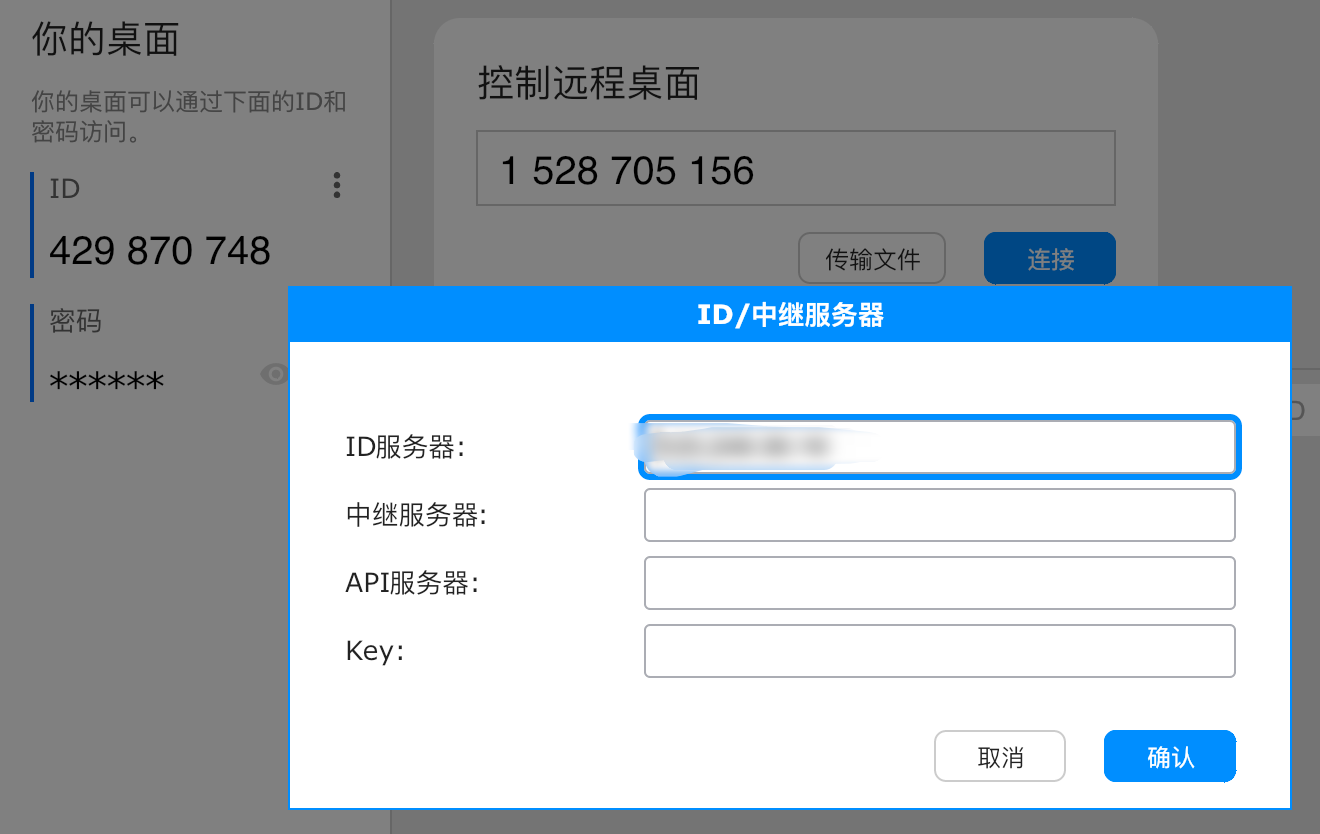 你的桌面
你的桌面可以通过下面的ID和
密码访问。
ID
429 870 748
密码
******
控制远程桌面
1 528 705 156
传输文件
连接
ID/中继服务器
ID服务器:
中继服务器:
API服务器:
Key:
取消
确认